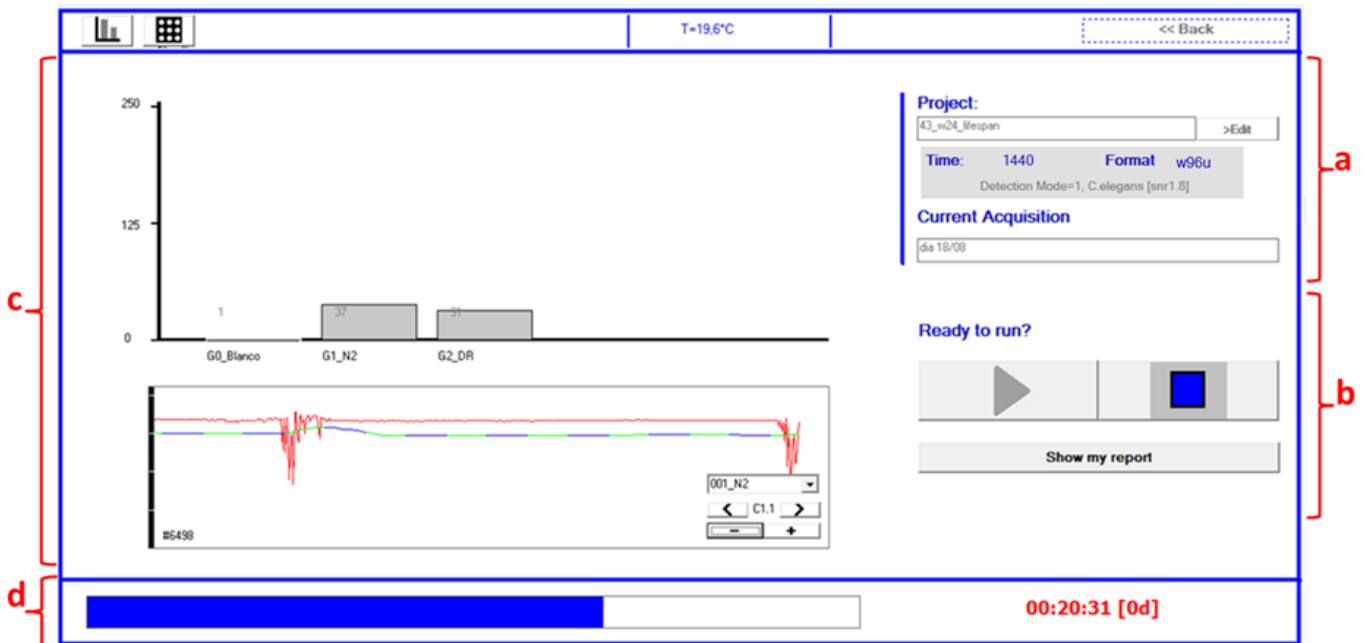 T=19,6°C
<< Back
c
a
b
d
250
125
0
1
37
31
G0_Blanco
G1_N2
G2_DR
Project:
43_w24_lifespan
>Edit
Time: 1440 Format w96u
Detection Mode=1, C.elegans [snr1.8]
Current Acquisition
dia 18/08
Ready to run?
Show my report
001_N2
< C1.1 >
− +
#6498
00:20:31 [0d]